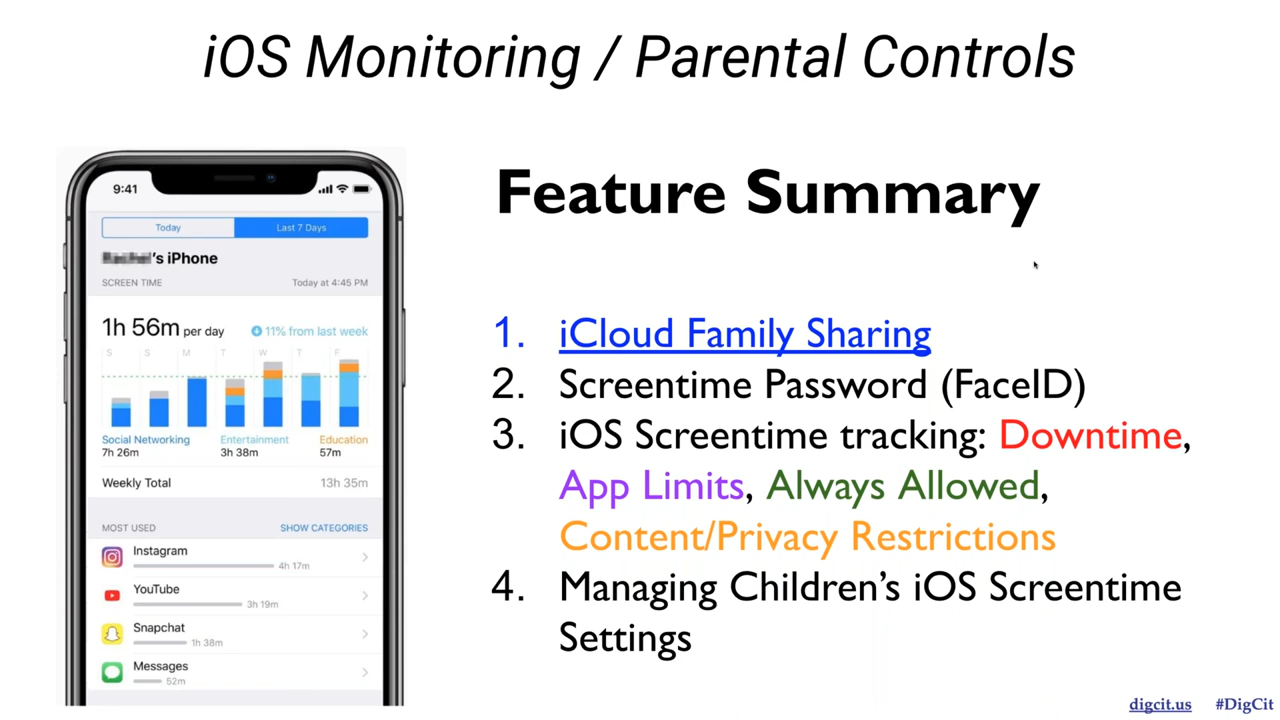 iOS Monitoring / Parental Controls
9:41
Today
Last 7 Days
's iPhone
SCREEN TIME
Today at 4:45 PM
1h 56m per day
11% from last week
S S M T W T F
Social Networking
Entertainment
Education
7h 26m
3h 38m
57m
Weekly Total
13h 35m
MOST USED
SHOW CATEGORIES
Instagram
4h 17m
YouTube
3h 19m
Snapchat
1h 38m
Messages
52m
Feature Summary
1. iCloud Family Sharing
2. Screentime Password (FaceID)
3. iOS Screentime tracking: Downtime,
App Limits, Always Allowed,
Content/Privacy Restrictions
4. Managing Children’s iOS Screentime
Settings
digcit.us
#DigCit